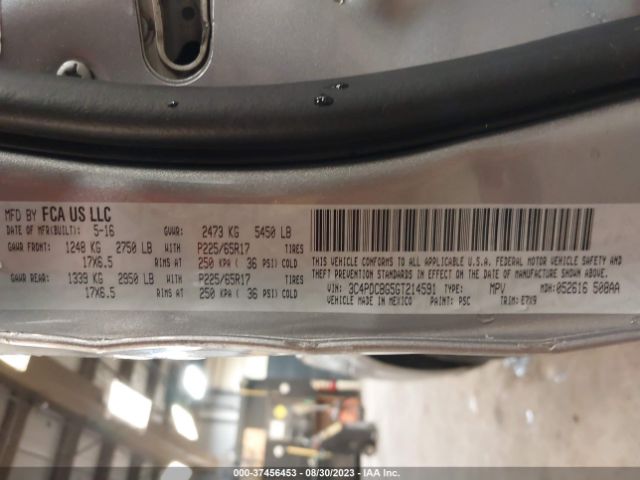 MFD BY FCA US LLC
DATE OF MFR(BUILT): 5-16 GVWR: 2473 KG 5450 LB
GAWR FRONT: 1248 KG 2750 LB WITH P225/65R17 TIRES
17X6.5 RIMS AT 250 KPA ( 36 PSI) COLD
GAWR REAR: 1339 KG 2950 LB WITH P225/65R17 TIRES
17X6.5 RIMS AT 250 KPA ( 36 PSI) COLD
THIS VEHICLE CONFORMS TO ALL APPLICABLE U.S.A. FEDERAL MOTOR VEHICLE SAFETY AND
THEFT PREVENTION STANDARDS IN EFFECT ON THE DATE OF MANUFACTURE SHOWN ABOVE.
VIN: 3C4PDCBG5GT214591 TYPE: MPV MDH: 052616 508AA
VEHICLE MADE IN MEXICO PAINT: PSC TRIM: E7X9
000-37456453 - 08/30/2023 - IAA Inc.